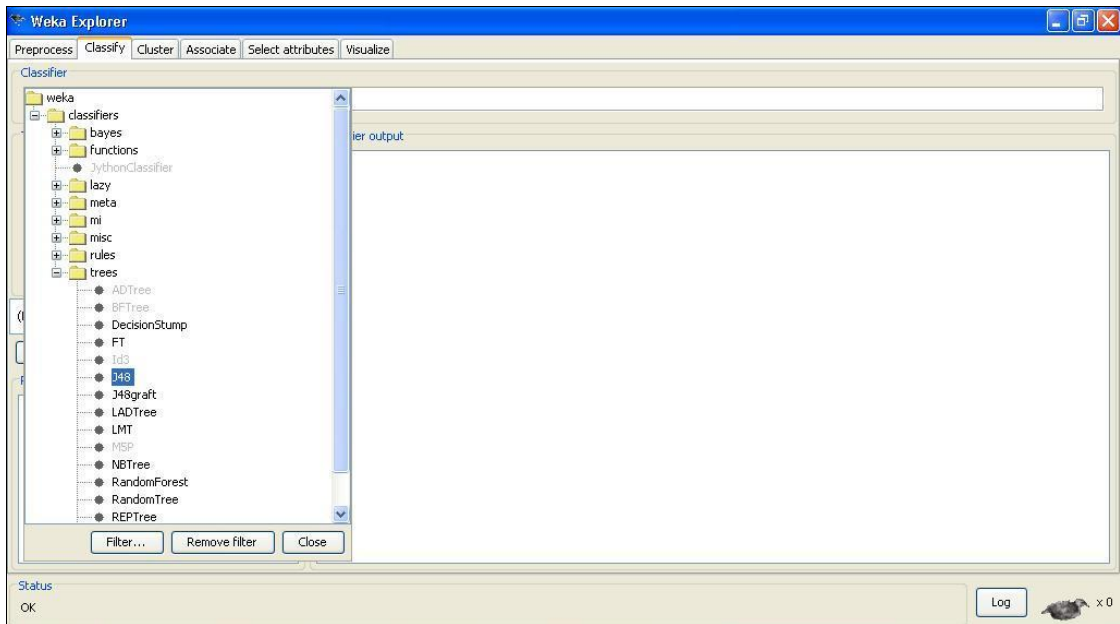 Weka Explorer
Preprocess Classify Cluster Associate Select attributes Visualize
Classifier
weka
classifiers
bayes
functions
JythonClassifier
lazy
meta
mi
misc
rules
trees
ADTree
BFTree
DecisionStump
FT
Id3
J48
J48graft
LADTree
LMT
M5P
NBTree
RandomForest
RandomTree
REPTree
Filter... Remove filter Close
ier output
Status
OK
Log x 0